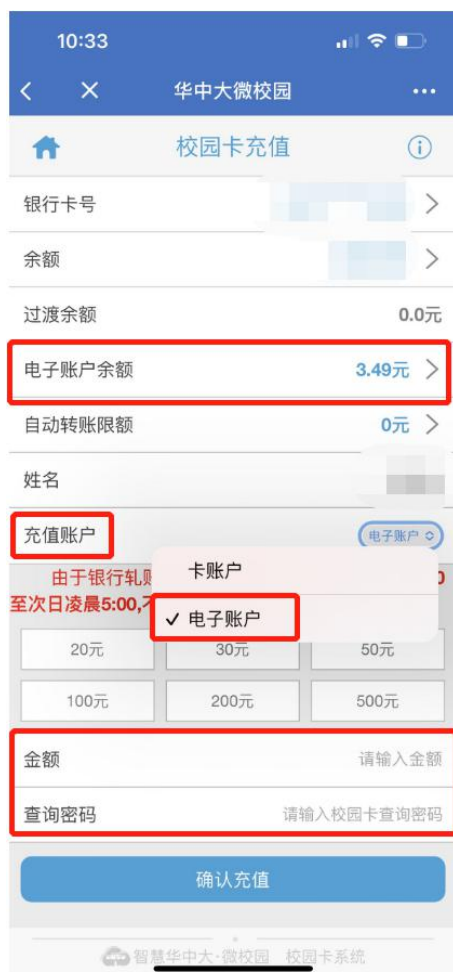 10:33
华中大微校园
校园卡充值
银行卡号
余额
过渡余额 0.0元
电子账户余额 3.49元
自动转账限额 0元
姓名
充值账户 电子账户
卡账户
电子账户
由于银行轧账
至次日凌晨5:00,
20元 30元 50元
100元 200元 500元
金额 请输入金额
查询密码 请输入校园卡查询密码
确认充值
智慧华中大·微校园 校园卡系统